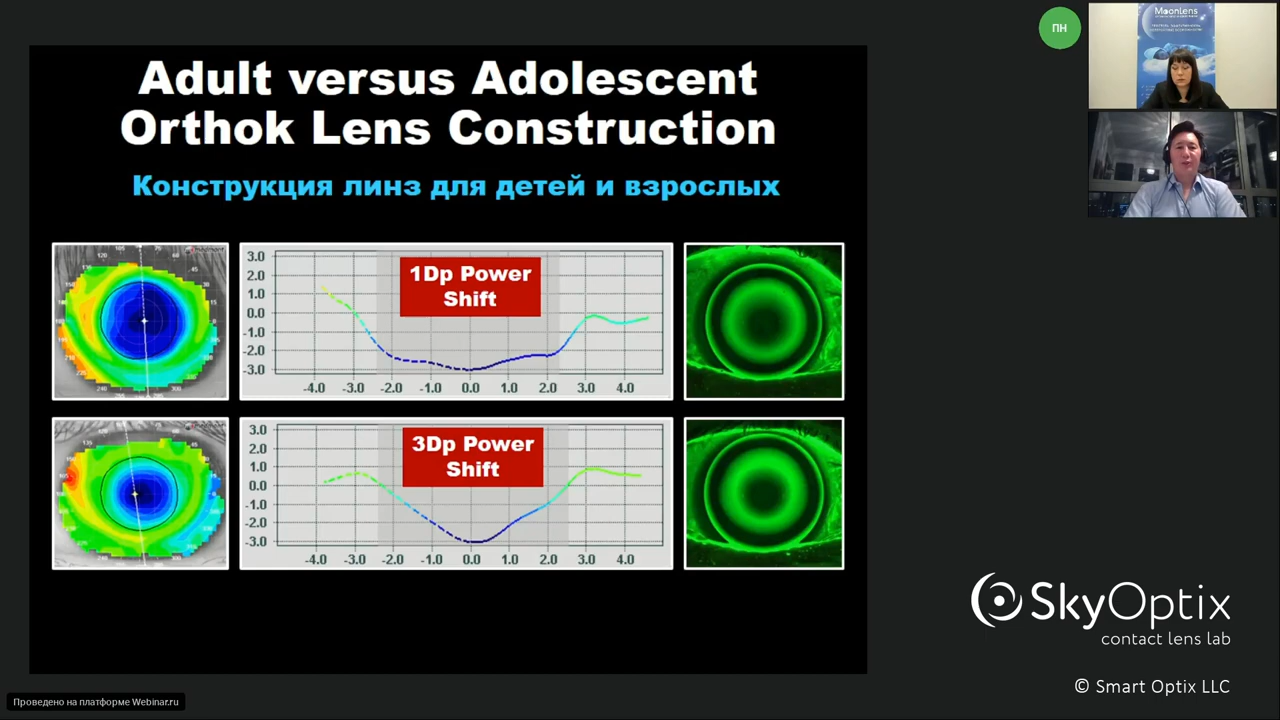 Adult versus Adolescent
Orthok Lens Construction
Конструкция линз для детей и взрослых
3.0
2.0
1.0
0.0
-1.0
-2.0
-3.0
-4.0 -3.0 -2.0 -1.0 0.0 1.0 2.0 3.0 4.0
1Dp Power
Shift
3.0
2.0
1.0
0.0
-1.0
-2.0
-3.0
-4.0 -3.0 -2.0 -1.0 0.0 1.0 2.0 3.0 4.0
3Dp Power
Shift
ПН
MoonLens
SkyOptix
contact lens lab
© Smart Optix LLC
Проведено на платформе Webinar.ru